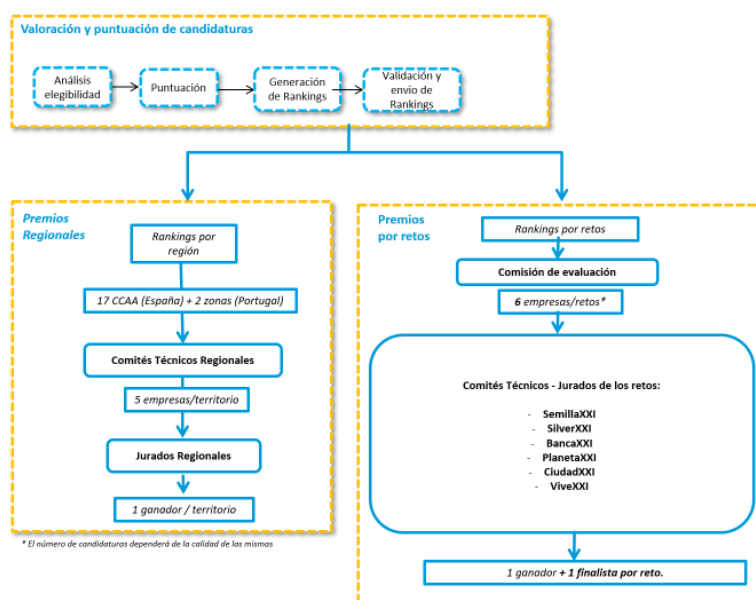 Valoración y puntuación de candidaturas
Análisis
elegibilidad
Puntuación
Generación
de Rankings
Validación y
envio de
Rankings
Premios
Regionales
Rankings por
región
17 CCAA (España) + 2 zonas (Portugal)
Comités Técnicos Regionales
5 empresas/territorio
Jurados Regionales
1 ganador / territorio
* El número de candidaturas dependerá de la calidad de las mismas
Premios
por retos
Rankings por retos
Comisión de evaluación
6 empresas/retos*
Comités Técnicos - Jurados de los retos:
- SemillaXXI
- SilverXXI
- BancaXXI
- PlanetaXXI
- CiudadXXI
- ViveXXI
1 ganador + 1 finalista por reto.